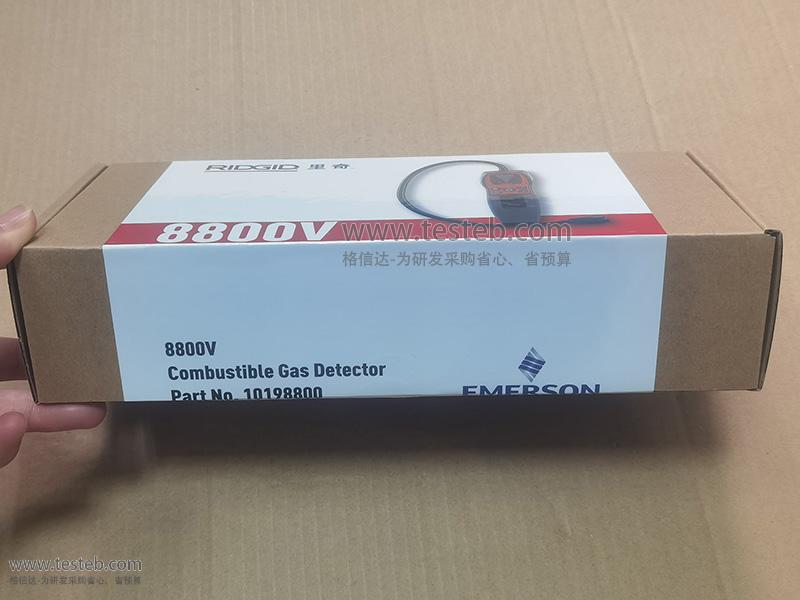 RIDGID 里奇
8800V
www.testeb.com
格信达-为研发采购省心、省预算
8800V
Combustible Gas Detector
Part No. 10198800
EMERSON
www.testeb.com
格信达-为研发采购省心、省预算